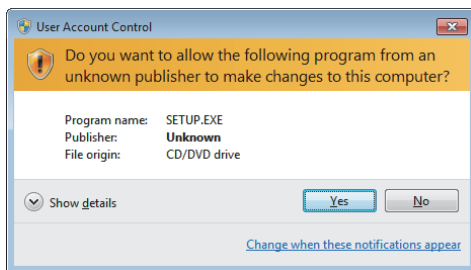 User Account Control
Do you want to allow the following program from an
unknown publisher to make changes to this computer?
Program name: SETUP.EXE
Publisher: Unknown
File origin: CD/DVD drive
Show details
Yes
No
Change when these notifications appear